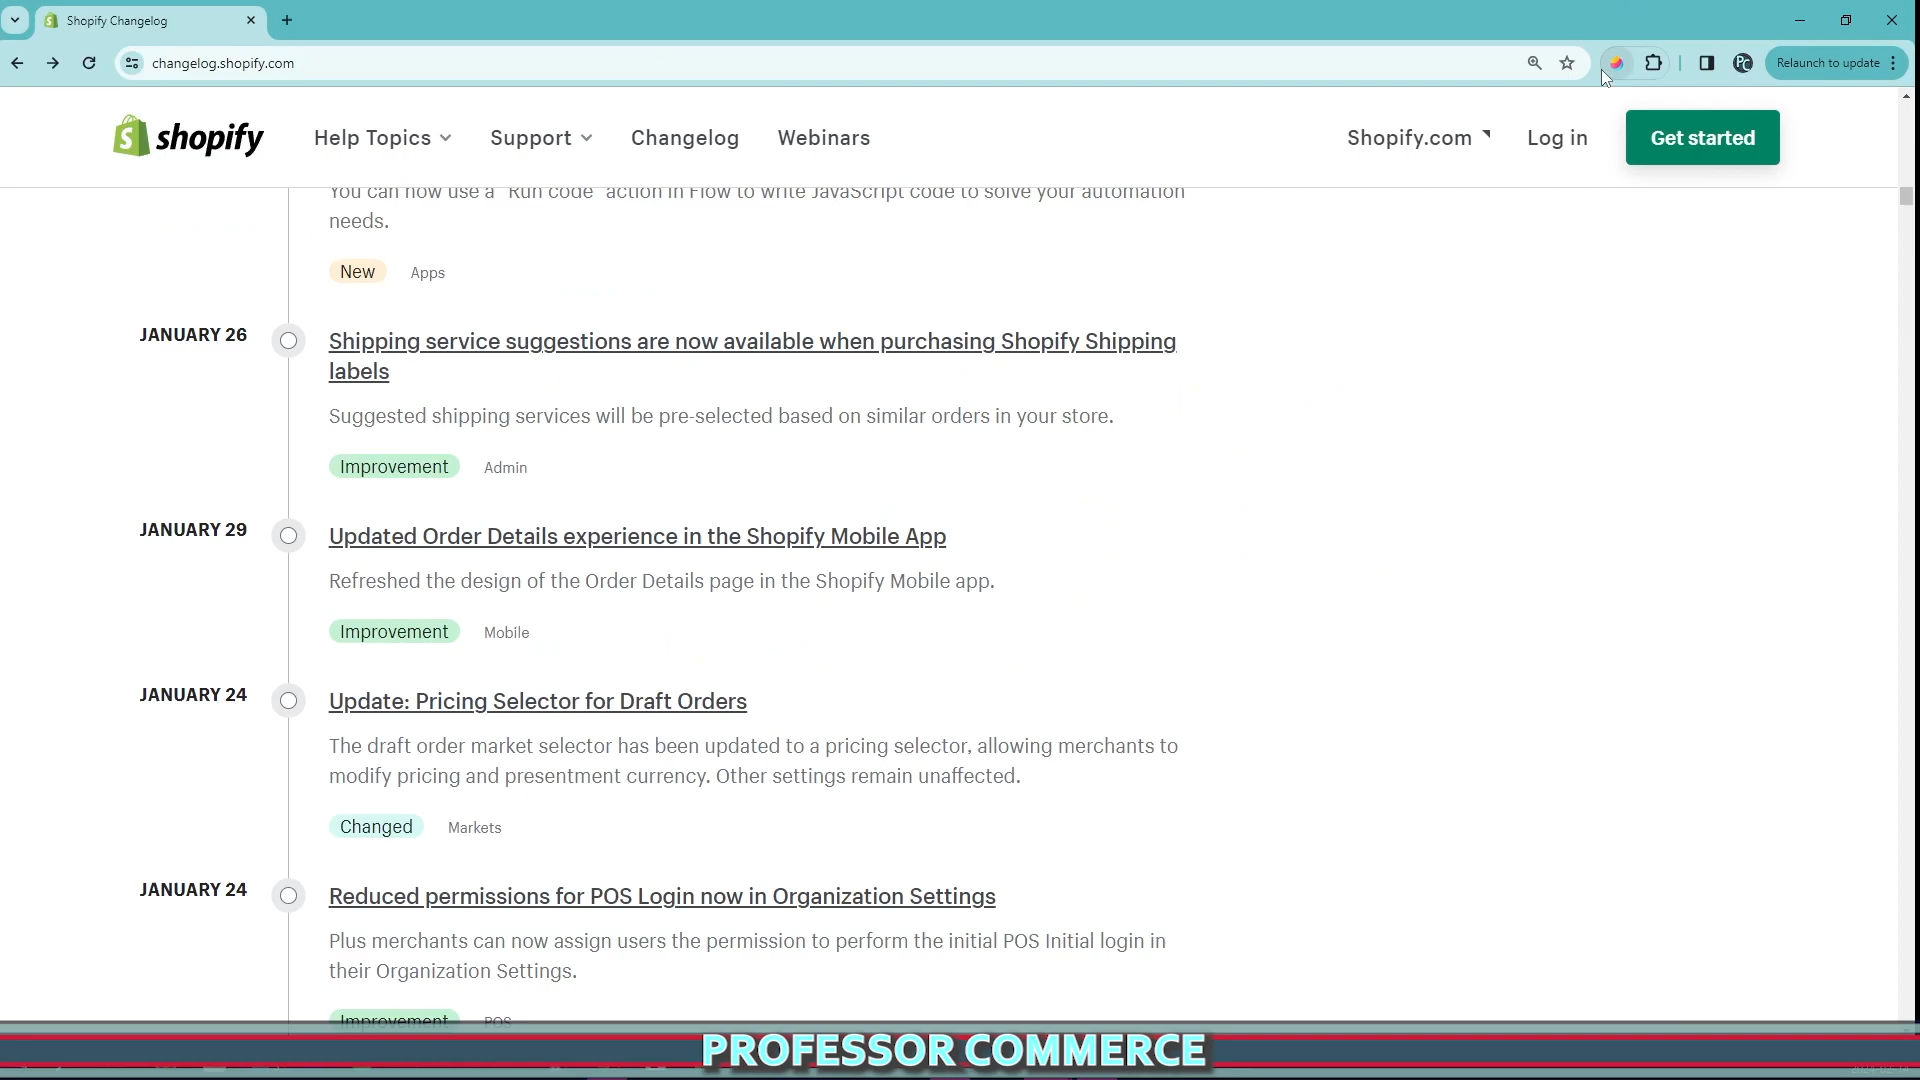 Shopify Changelog
changelog.shopify.com
PC
Relaunch to update
shopify
Help Topics
Support
Changelog
Webinars
Shopify.com
Log in
Get started
You can now use a "Run code" action in Flow to write JavaScript code to solve your automation
needs.
New Apps
JANUARY 26
Shipping service suggestions are now available when purchasing Shopify Shipping
labels
Suggested shipping services will be pre-selected based on similar orders in your store.
Improvement Admin
JANUARY 29
Updated Order Details experience in the Shopify Mobile App
Refreshed the design of the Order Details page in the Shopify Mobile app.
Improvement Mobile
JANUARY 24
Update: Pricing Selector for Draft Orders
The draft order market selector has been updated to a pricing selector, allowing merchants to
modify pricing and presentment currency. Other settings remain unaffected.
Changed Markets
JANUARY 24
Reduced permissions for POS Login now in Organization Settings
Plus merchants can now assign users the permission to perform the initial POS Initial login in
their Organization Settings.
Improvement POS
PROFESSOR COMMERCE